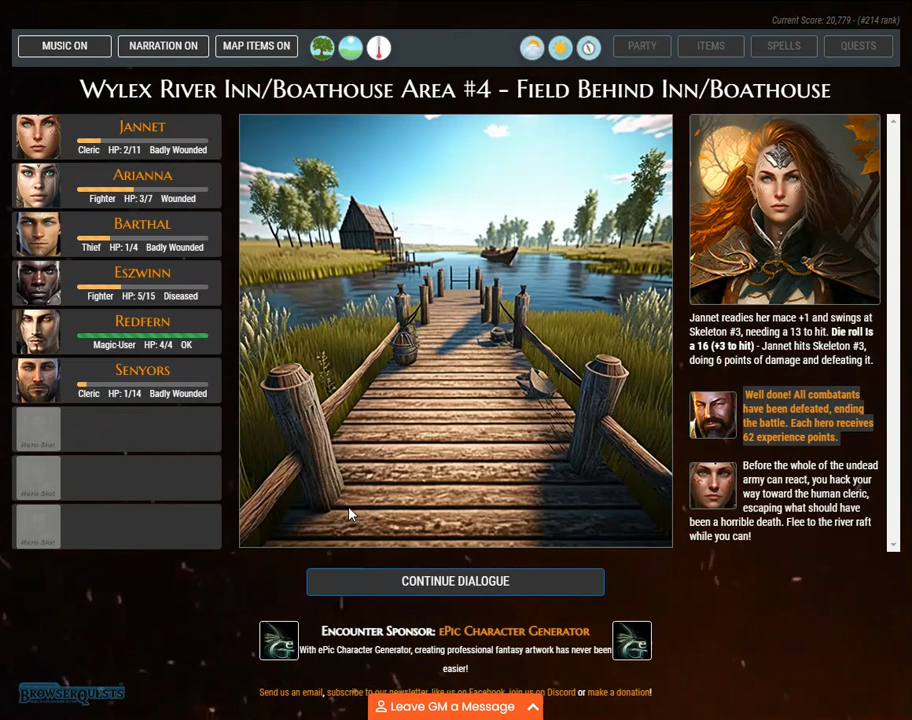 Current Score: 20,779 - (#214 rank)
MUSIC ON
NARRATION ON
MAP ITEMS ON
PARTY
ITEMS
SPELLS
QUESTS
Wylex River Inn/Boathouse Area #4 - Field Behind Inn/Boathouse
Jannet
Cleric HP: 2/11 Badly Wounded
Arianna
Fighter HP: 3/7 Wounded
Barthal
Thief HP: 1/4 Badly Wounded
Eszwinn
Fighter HP: 5/15 Diseased
Redfern
Magic-User HP: 4/4 OK
Senyors
Cleric HP: 1/14 Badly Wounded
Hero Slot
Hero Slot
Hero Slot
Jannet readies her mace +1 and swings at
Skeleton #3, needing a 13 to hit. Die roll is
a 16 (+3 to hit) - Jannet hits Skeleton #3,
doing 6 points of damage and defeating it.
Well done! All combatants
have been defeated, ending
the battle. Each hero receives
62 experience points.
Before the whole of the undead
army can react, you hack your
way toward the human cleric,
escaping what should have
been a horrible death. Flee to the river raft
while you can!
CONTINUE DIALOGUE
Encounter Sponsor: ePic Character Generator
With ePic Character Generator, creating professional fantasy artwork has never been
easier!
Send us an email, subscribe to our newsletter, like us on Facebook, join us on Discord or make a donation!
BrowserQuests
Leave GM a Message